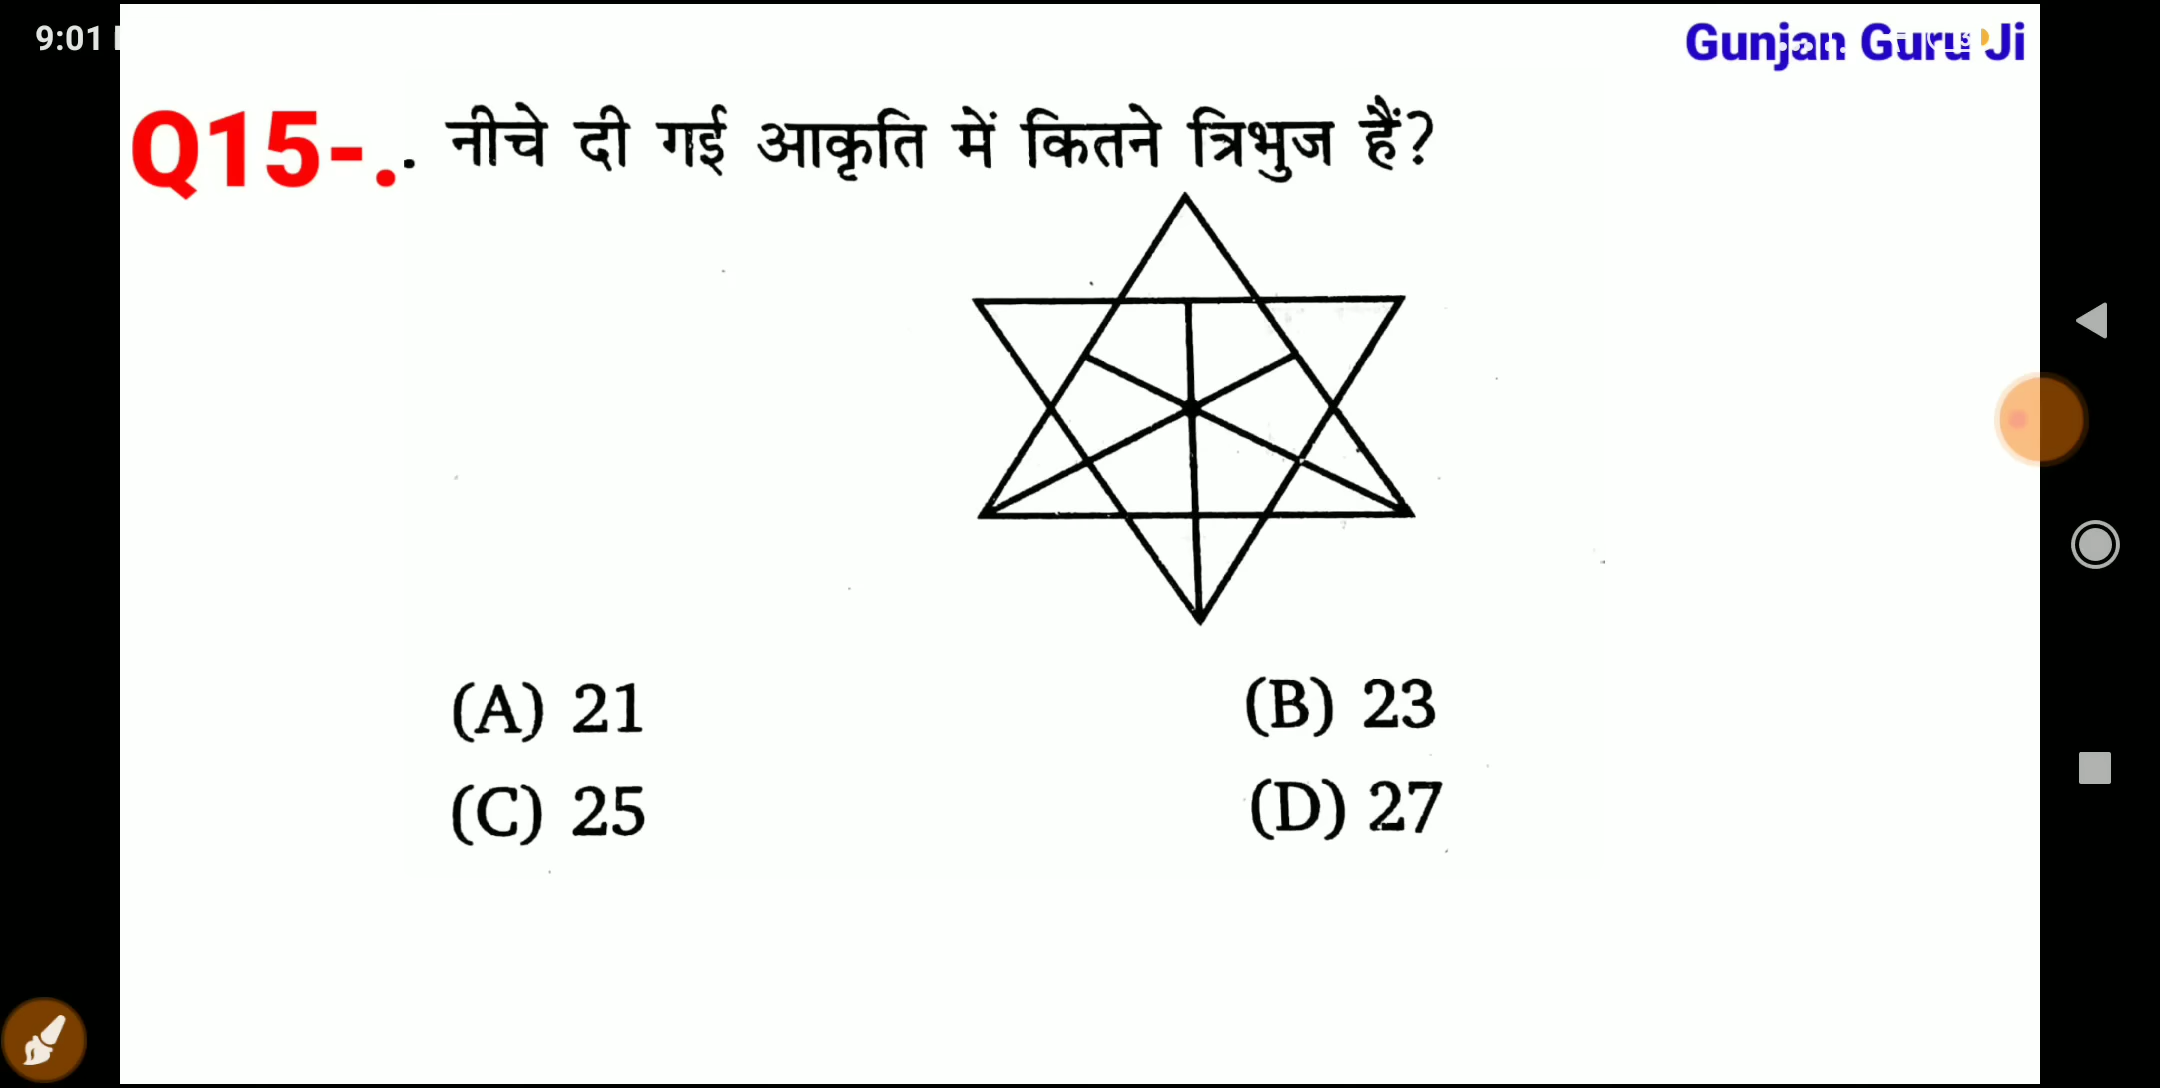 9:01
Gunjan Guru Ji
Q15-. . नीचे दी गई आकृति में कितने त्रिभुज हैं?
(A) 21 (B) 23
(C) 25 (D) 27